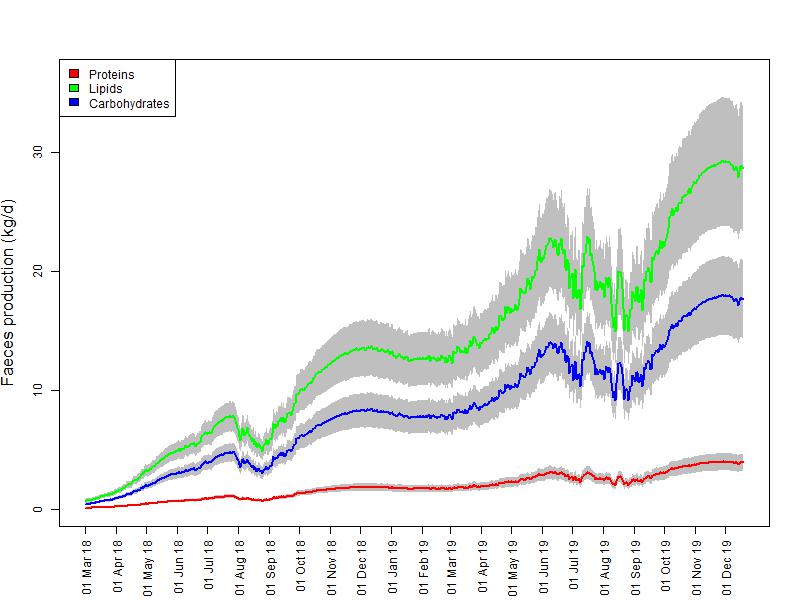 Proteins
Lipids
Carbohydrates
Faeces production (kg/d)
30
20
10
0
01 Mar 18
01 Apr 18
01 May 18
01 Jun 18
01 Jul 18
01 Aug 18
01 Sep 18
01 Oct 18
01 Nov 18
01 Dec 18
01 Jan 19
01 Feb 19
01 Mar 19
01 Apr 19
01 May 19
01 Jun 19
01 Jul 19
01 Aug 19
01 Sep 19
01 Oct 19
01 Nov 19
01 Dec 19